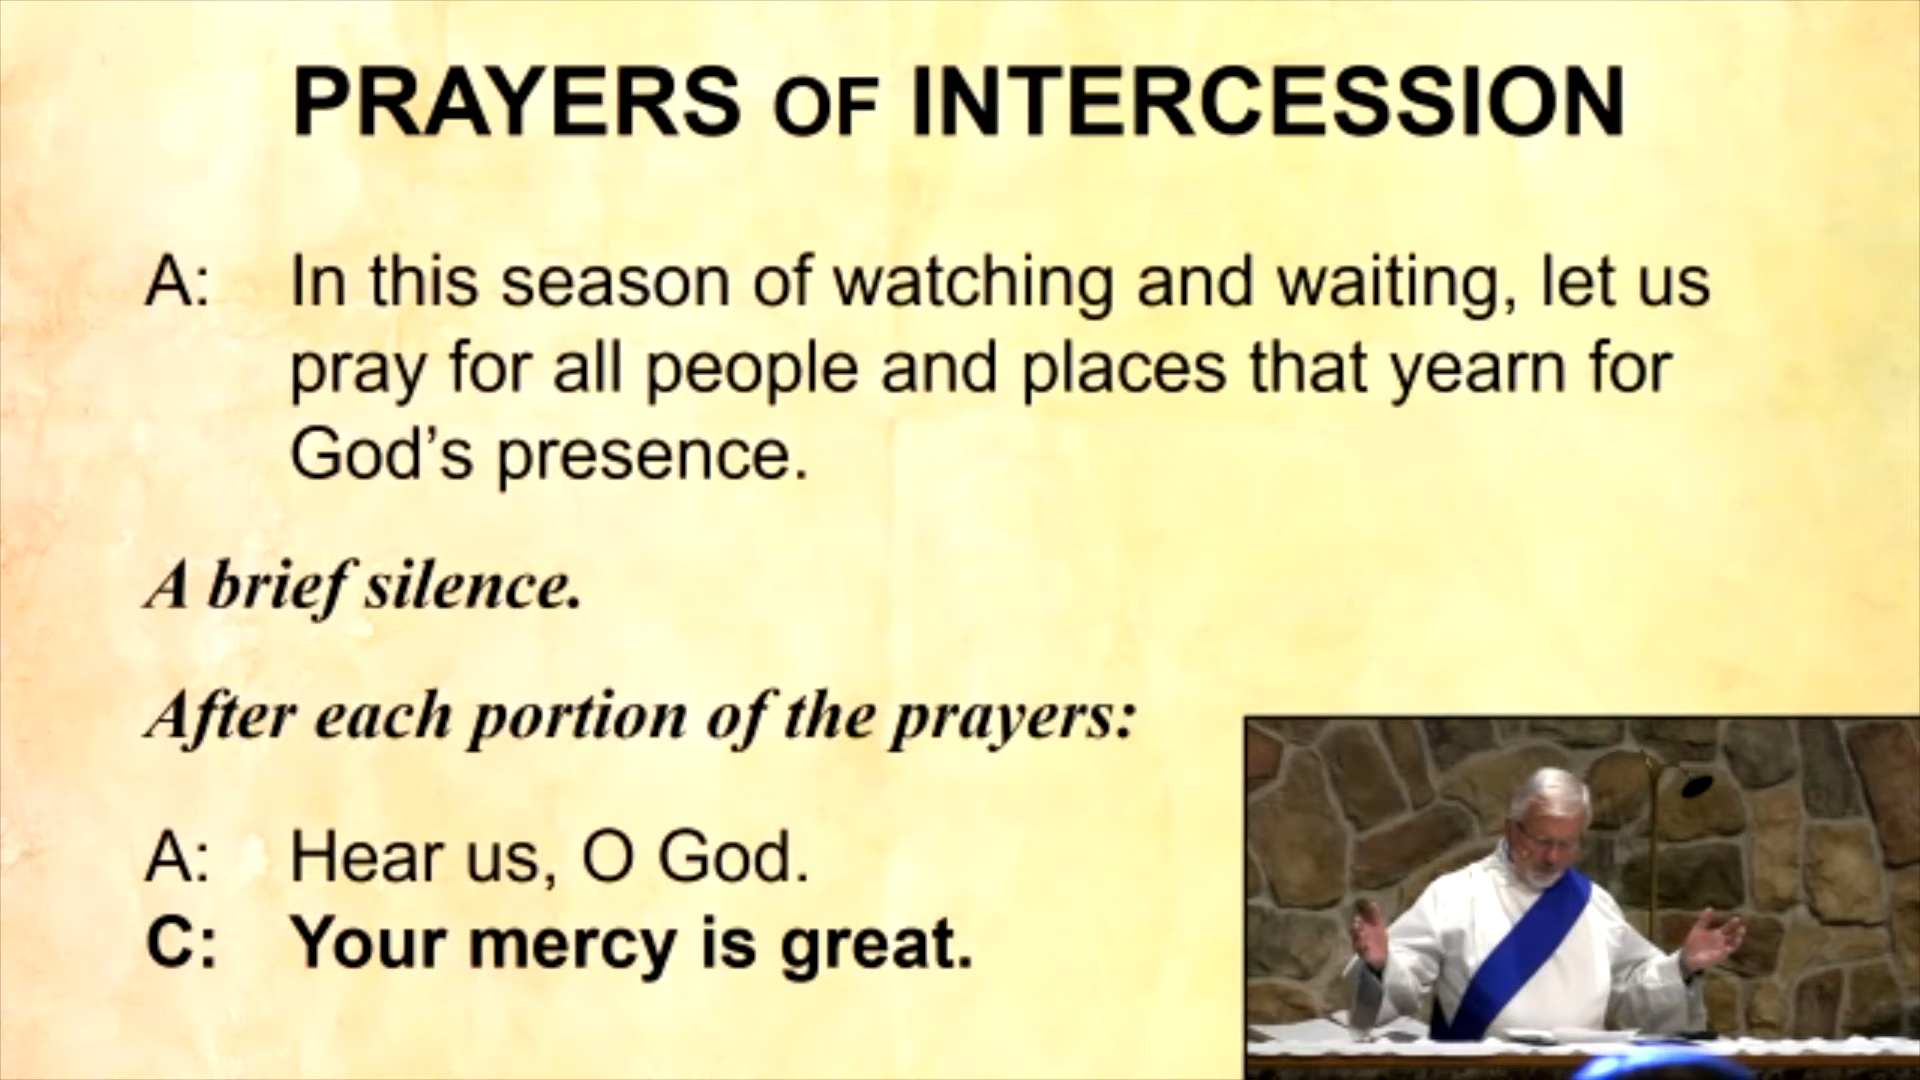 PRAYERS OF INTERCESSION
A: In this season of watching and waiting, let us
pray for all people and places that yearn for
God’s presence.
A brief silence.
After each portion of the prayers:
A: Hear us, O God.
C: Your mercy is great.